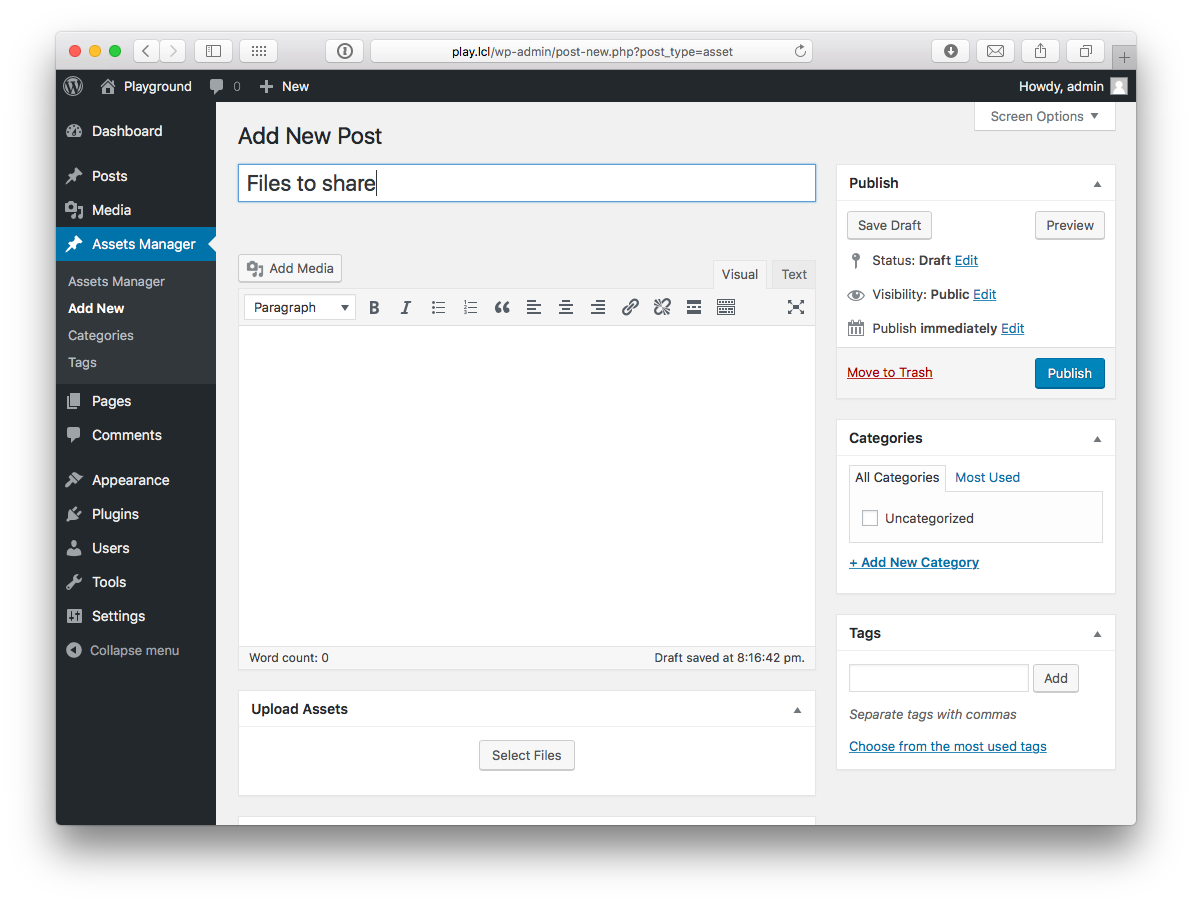 play.lcl/wp-admin/post-new.php?post_type=asset
Playground 0 New Howdy, admin
Screen Options
Dashboard
Posts
Media
Assets Manager
Assets Manager
Add New
Categories
Tags
Pages
Comments
Appearance
Plugins
Users
Tools
Settings
Collapse menu
Add New Post
Files to share
Add Media
Visual Text
Paragraph
Word count: 0 Draft saved at 8:16:42 pm.
Upload Assets
Select Files
Publish
Save Draft Preview
Status: Draft Edit
Visibility: Public Edit
Publish immediately Edit
Move to Trash Publish
Categories
All Categories Most Used
Uncategorized
+ Add New Category
Tags
Add
Separate tags with commas
Choose from the most used tags